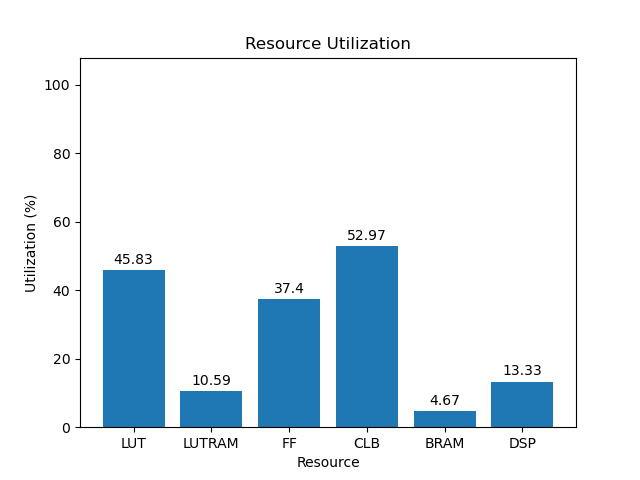 Resource Utilization
Utilization (%)
100
80
60
40
20
0
45.83
10.59
37.4
52.97
4.67
13.33
LUT
LUTRAM
FF
CLB
BRAM
DSP
Resource